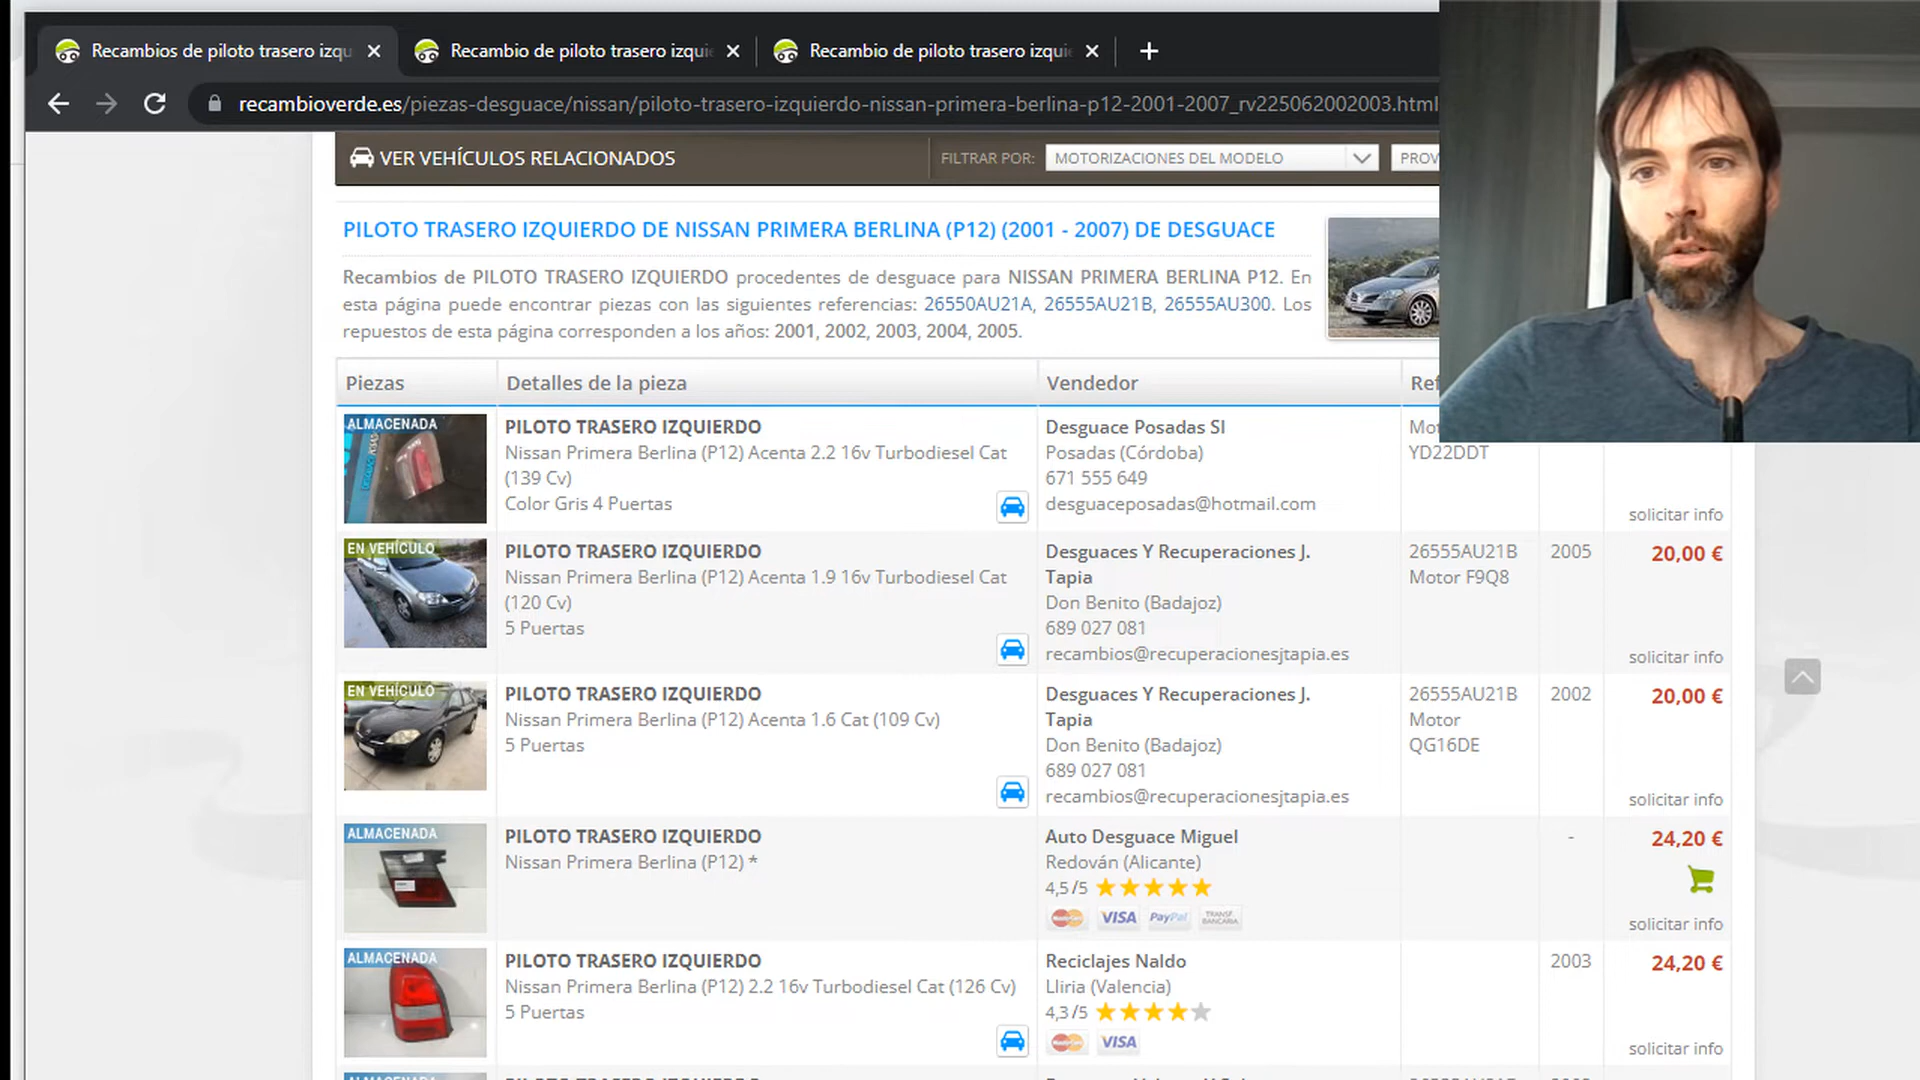 Recambios de piloto trasero izqu
Recambio de piloto trasero izqui
Recambio de piloto trasero izqui
recambioverde.es/piezas-desguace/nissan/piloto-trasero-izquierdo-nissan-primera-berlina-p12-2001-2007_rv225062002003.html
VER VEHÍCULOS RELACIONADOS
FILTRAR POR:
MOTORIZACIONES DEL MODELO
PROV
PILOTO TRASERO IZQUIERDO DE NISSAN PRIMERA BERLINA (P12) (2001 - 2007) DE DESGUACE
Recambios de PILOTO TRASERO IZQUIERDO procedentes de desguace para NISSAN PRIMERA BERLINA P12. En
esta página puede encontrar piezas con las siguientes referencias: 26550AU21A, 26555AU21B, 26555AU300. Los
repuestos de esta página corresponden a los años: 2001, 2002, 2003, 2004, 2005.
Piezas
Detalles de la pieza
Vendedor
Ref
ALMACENADA
PILOTO TRASERO IZQUIERDO
Nissan Primera Berlina (P12) Acenta 2.2 16v Turbodiesel Cat
(139 Cv)
Color Gris 4 Puertas
Desguace Posadas Sl
Posadas (Córdoba)
671 555 649
desguaceposadas@hotmail.com
Mot
YD22DDT
solicitar info
EN VEHÍCULO
PILOTO TRASERO IZQUIERDO
Nissan Primera Berlina (P12) Acenta 1.9 16v Turbodiesel Cat
(120 Cv)
5 Puertas
Desguaces Y Recuperaciones J.
Tapia
Don Benito (Badajoz)
689 027 081
recambios@recuperacionesjtapia.es
26555AU21B
Motor F9Q8
2005
20,00 €
solicitar info
EN VEHÍCULO
PILOTO TRASERO IZQUIERDO
Nissan Primera Berlina (P12) Acenta 1.6 Cat (109 Cv)
5 Puertas
Desguaces Y Recuperaciones J.
Tapia
Don Benito (Badajoz)
689 027 081
recambios@recuperacionesjtapia.es
26555AU21B
Motor
QG16DE
2002
20,00 €
solicitar info
ALMACENADA
PILOTO TRASERO IZQUIERDO
Nissan Primera Berlina (P12) *
Auto Desguace Miguel
Redován (Alicante)
4,5/5
MasterCard VISA PayPal TRANSF. BANCARIA
-
24,20 €
solicitar info
ALMACENADA
PILOTO TRASERO IZQUIERDO
Nissan Primera Berlina (P12) 2.2 16v Turbodiesel Cat (126 Cv)
5 Puertas
Reciclajes Naldo
Lliria (Valencia)
4,3/5
MasterCard VISA
2003
24,20 €
solicitar info